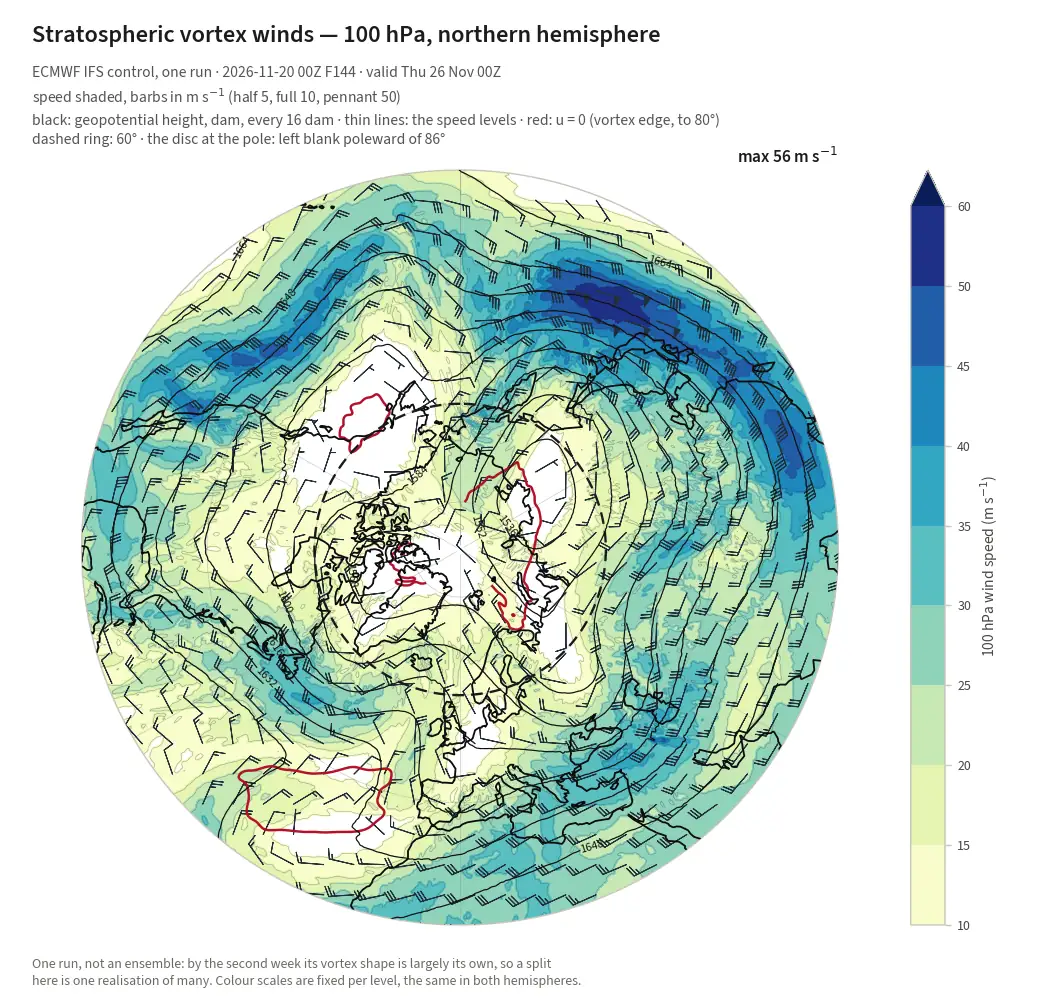 Stratospheric vortex winds — 100 hPa, northern hemisphere
ECMWF IFS control, one run · 2026-11-20 00Z F144 · valid Thu 26 Nov 00Z
speed shaded, barbs in m s⁻¹ (half 5, full 10, pennant 50)
black: geopotential height, dam, every 16 dam · thin lines: the speed levels · red: u = 0 (vortex edge, to 80°)
dashed ring: 60° · the disc at the pole: left blank poleward of 86°
max 56 m s⁻¹
60
50
45
40
35
30
25
20
15
10
100 hPa wind speed (m s⁻¹)
1664
1648
1584
1648
One run, not an ensemble: by the second week its vortex shape is largely its own, so a split
here is one realisation of many. Colour scales are fixed per level, the same in both hemispheres.